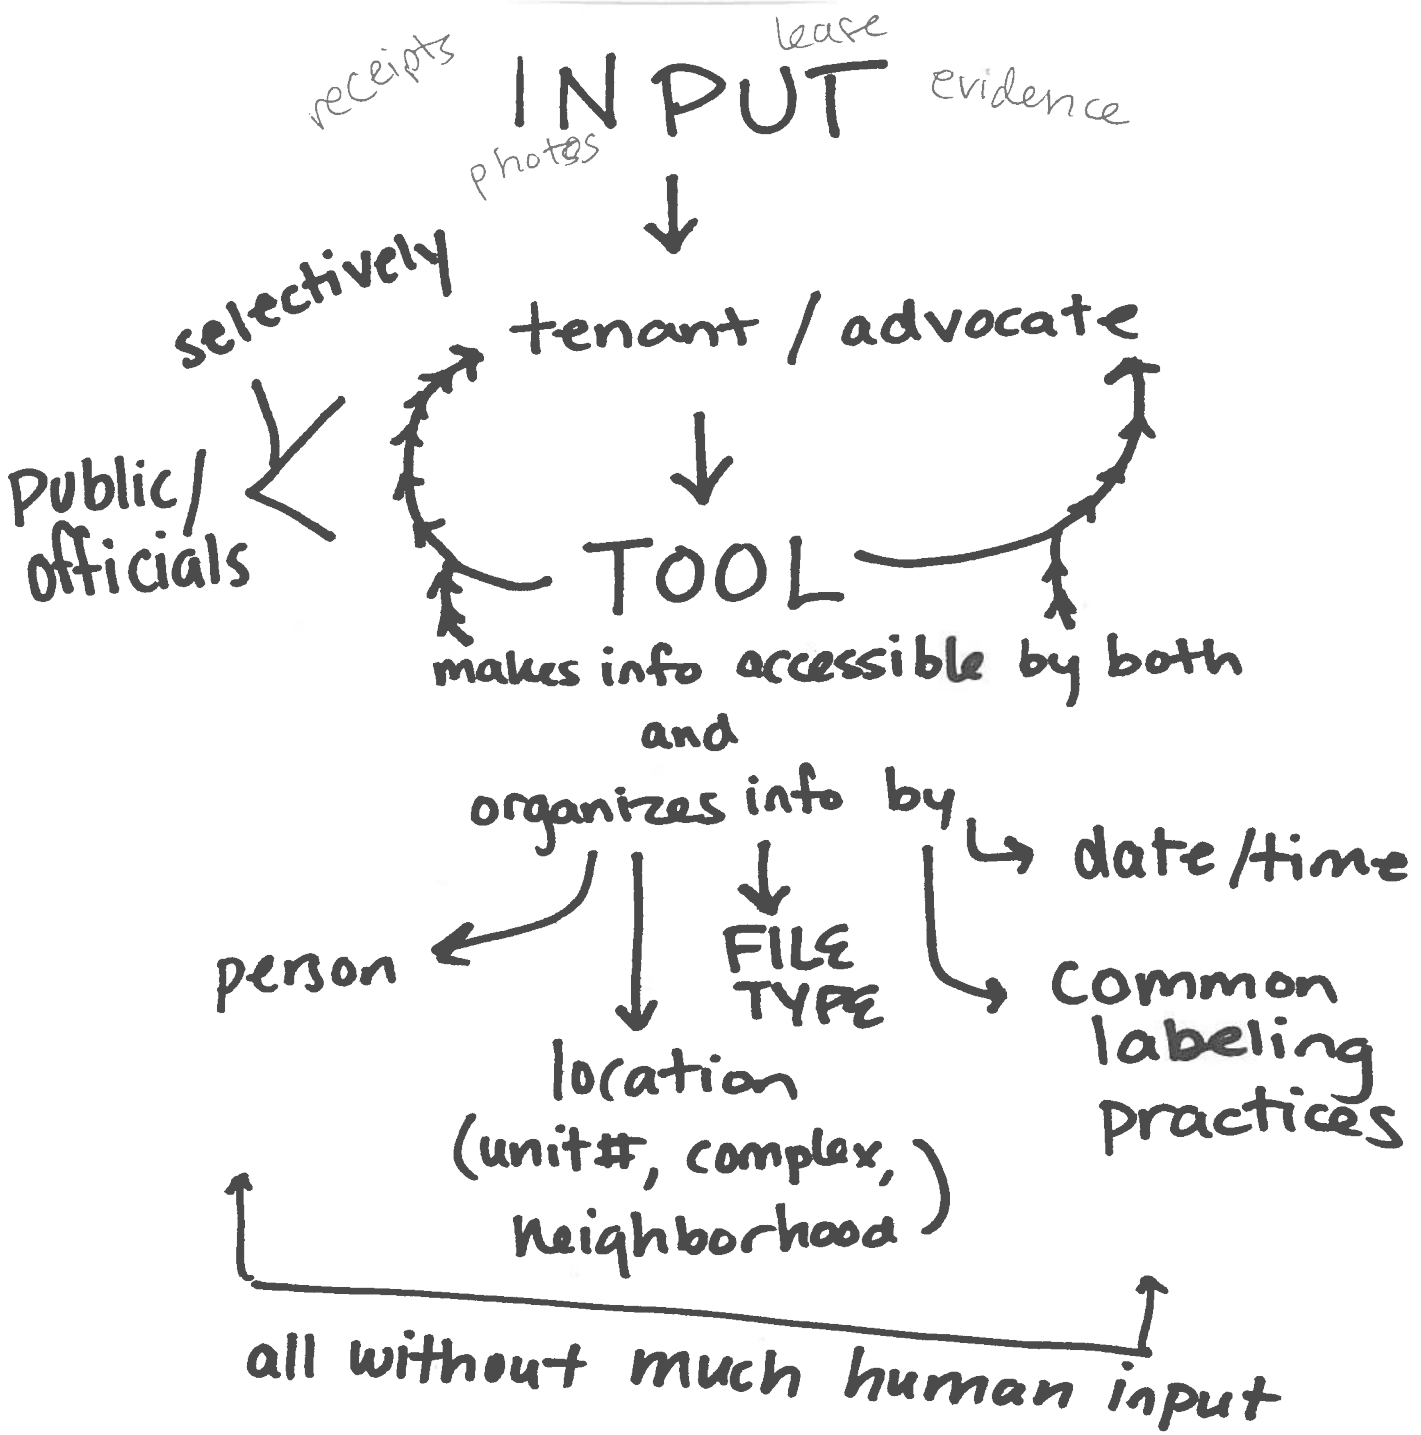 receipts
lease
INPUT
evidence
photos
selectively
tenant / advocate
Public/
officials
TOOL
makes info accessible by both
and
organizes info by
date/time
person
FILE
TYPE
common
labeling
practices
location
(unit#, complex,
neighborhood)
all without much human input